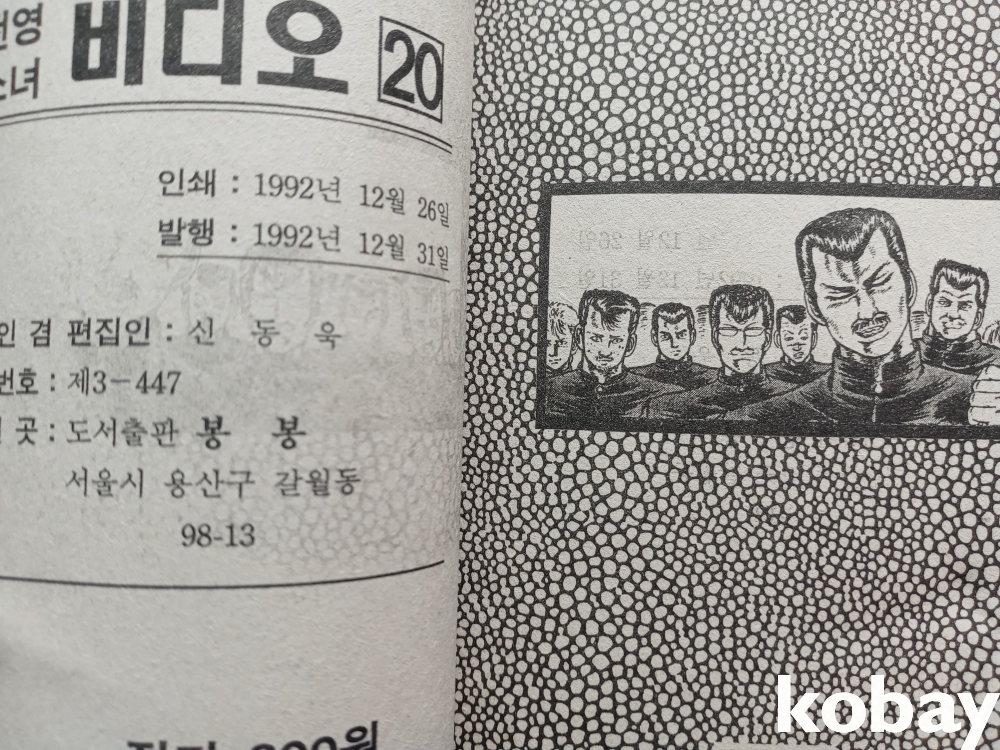 전영
소녀
비디오 20
인쇄 : 1992년 12월 26일
발행 : 1992년 12월 31일
인 겸 편집인 : 신 동 욱
번호 : 제3-447
곳 : 도서출판 봉 봉
서울시 용산구 갈월동
98-13
kobay